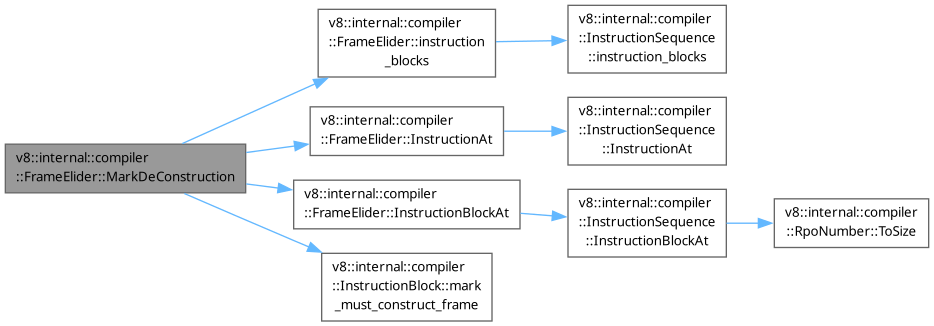 v8::internal::compiler
::FrameElider::MarkDeConstruction
v8::internal::compiler
::FrameElider::instruction
_blocks
v8::internal::compiler
::InstructionSequence
::instruction_blocks
v8::internal::compiler
::FrameElider::InstructionAt
v8::internal::compiler
::InstructionSequence
::InstructionAt
v8::internal::compiler
::FrameElider::InstructionBlockAt
v8::internal::compiler
::InstructionSequence
::InstructionBlockAt
v8::internal::compiler
::RpoNumber::ToSize
v8::internal::compiler
::InstructionBlock::mark
_must_construct_frame